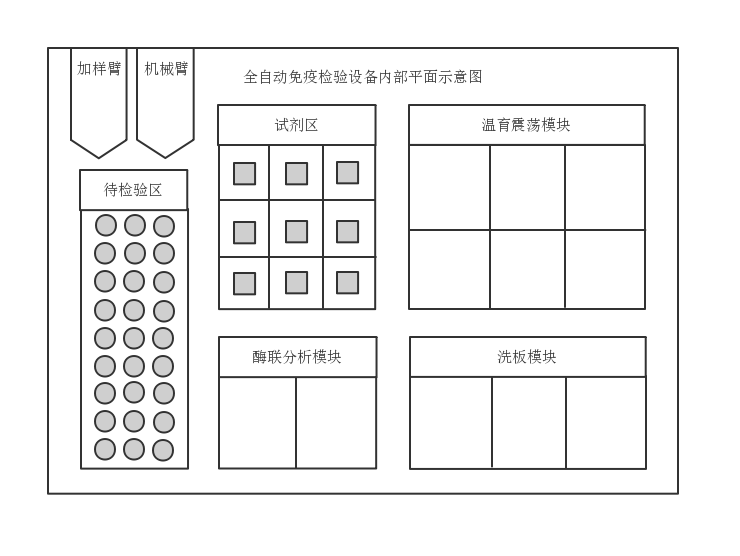 加样臂
机械臂
全自动免疫检验设备内部平面示意图
试剂区
温育震荡模块
待检验区
酶联分析模块
洗板模块